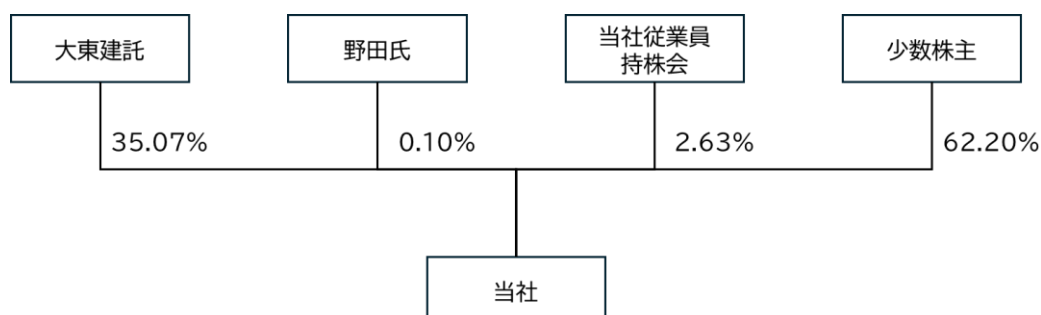 大東建託
野田氏
当社従業員
持株会
少数株主
35.07%
0.10%
2.63%
62.20%
当社